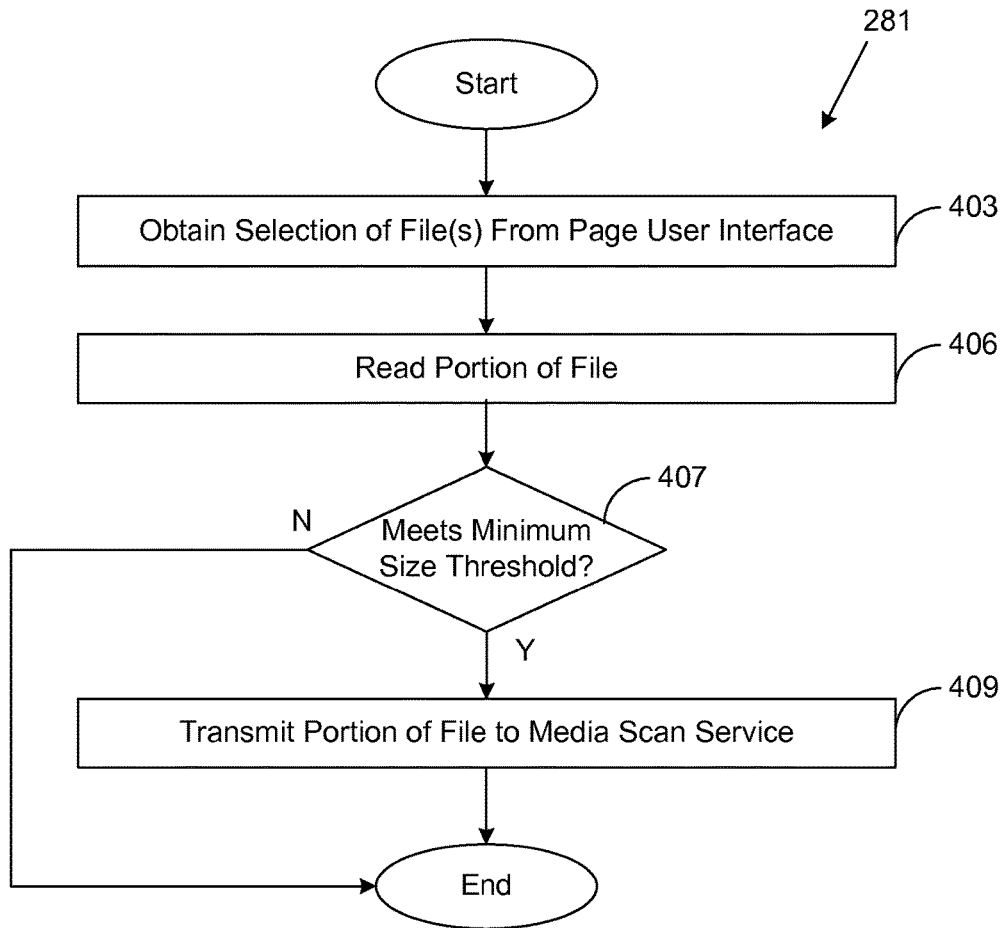 281
Start
Obtain Selection of File(s) From Page User Interface
403
Read Portion of File
406
407
N
Meets Minimum
Size Threshold?
Y
409
Transmit Portion of File to Media Scan Service
End